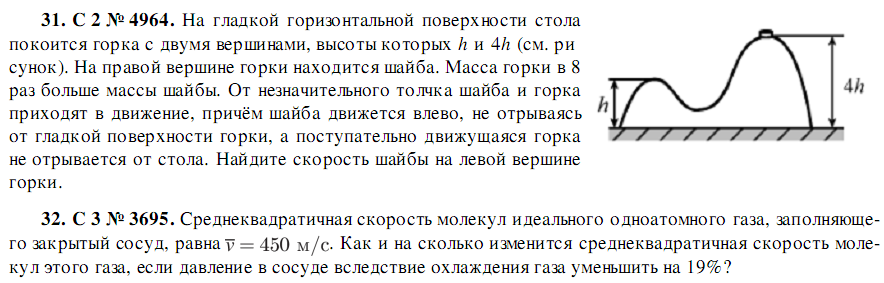 31. С 2 № 4964. На гладкой горизонтальной поверхности стола
покоится горка с двумя вершинами, высоты которых h и 4h (см. ри
сунок). На правой вершине горки находится шайба. Масса горки в 8
раз больше массы шайбы. От незначительного толчка шайба и горка
приходят в движение, причём шайба движется влево, не отрываясь
от гладкой поверхности горки, а поступательно движущаяся горка
не отрывается от стола. Найдите скорость шайбы на левой вершине
горки.
h
4h
32. С 3 № 3695. Среднеквадратичная скорость молекул идеального одноатомного газа, заполняюще-
го закрытый сосуд, равна v̅ = 450 м/с. Как и на сколько изменится среднеквадратичная скорость моле-
кул этого газа, если давление в сосуде вследствие охлаждения газа уменьшить на 19%?